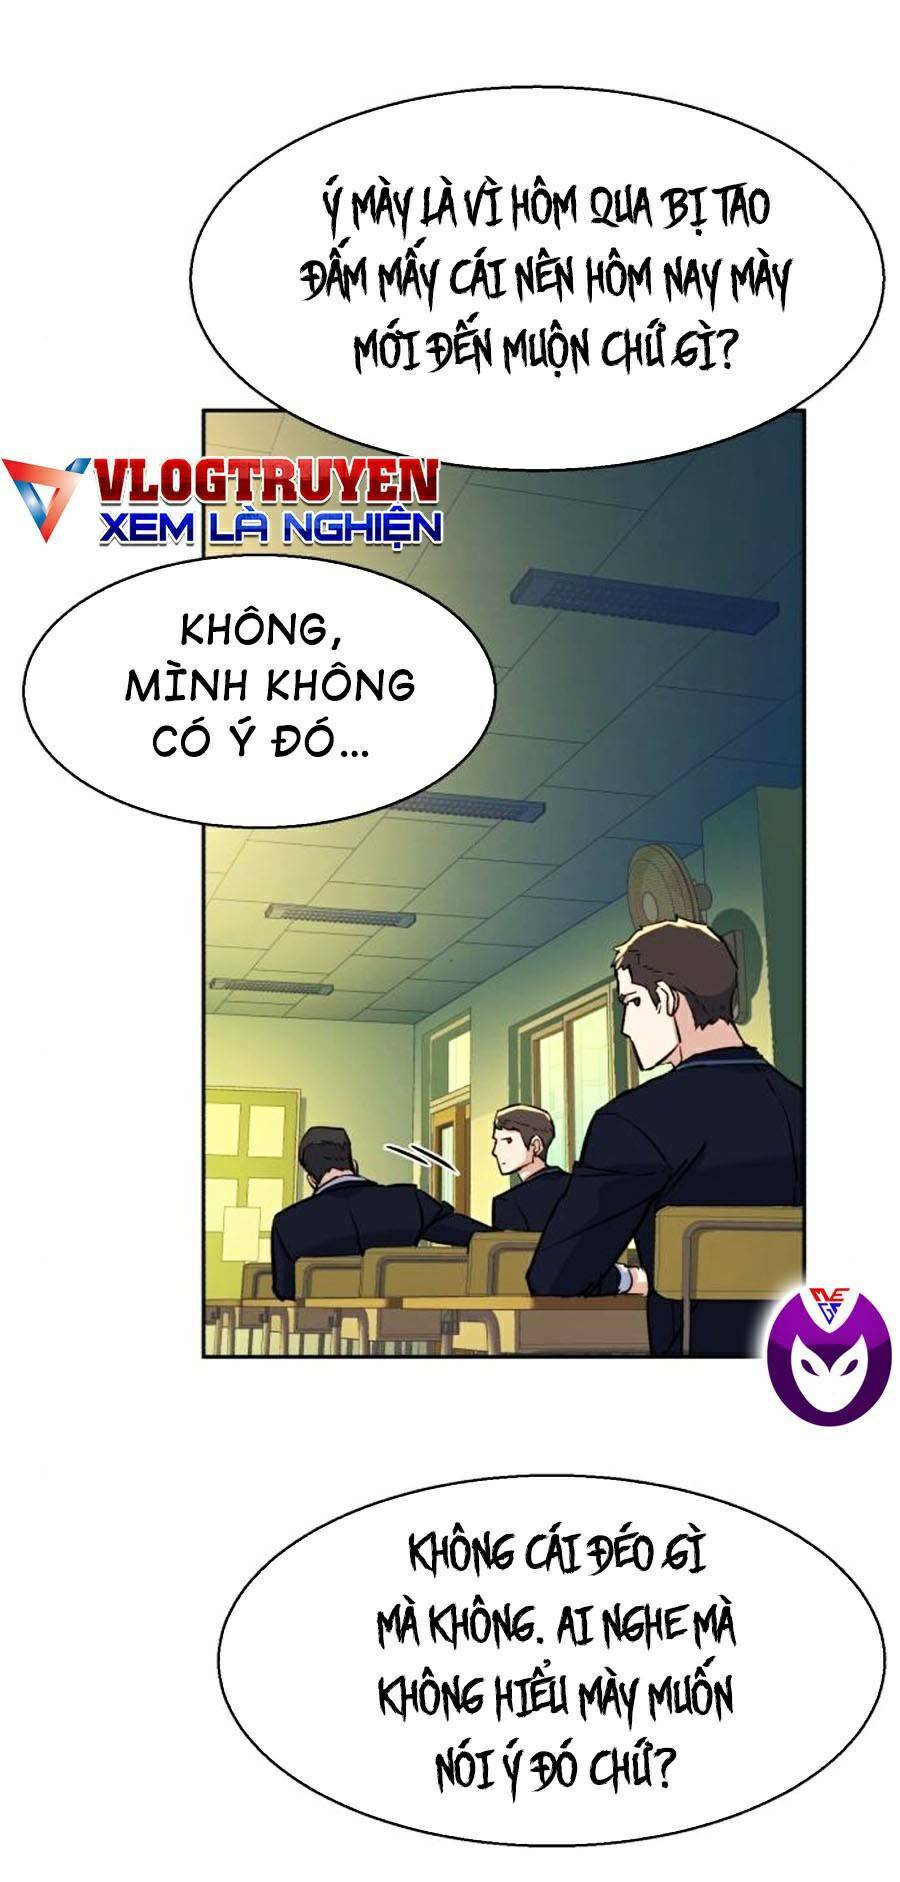 Ý MÀY LÀ VÌ HÔM QUA BỊ TAO
ĐẤM MẤY CÁI NÊN HÔM NAY MÀY
MỚI ĐẾN MUỘN CHỨ GÌ?
VLOGTRUYEN
XEM LÀ NGHIỆN
KHÔNG,
MÌNH KHÔNG
CÓ Ý ĐÓ...
KHÔNG CÁI ĐÉO GÌ
MÀ KHÔNG. AI NGHE MÀ
KHÔNG HIỂU MÀY MUỐN
NÓI Ý ĐÓ CHỨ?